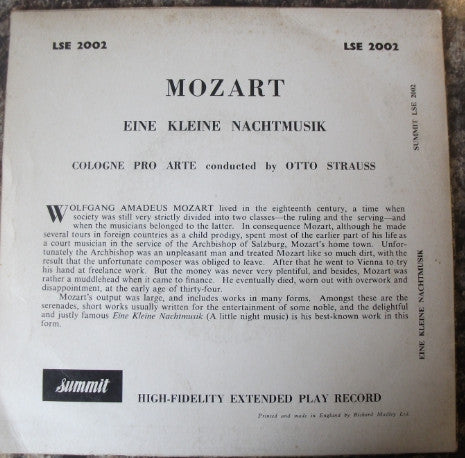 LSE 2002
LSE 2002
MOZART
EINE KLEINE NACHTMUSIK
COLOGNE PRO ARTE conducted by OTTO STRAUSS
WOLFGANG AMADEUS MOZART lived in the eighteenth century, a time when
society was still very strictly divided into two classes—the ruling and the serving—and
when the musicians belonged to the latter. In consequence Mozart, although he made
several tours in foreign countries as a child prodigy, spent most of the earlier part of his life as
a court musician in the service of the Archbishop of Salzburg, Mozart's home town. Unfor-
tunately the Archbishop was an unpleasant man and treated Mozart like so much dirt, with the
result that the unfortunate composer was obliged to leave. After that he went to Vienna to try
his hand at freelance work. But the money was never very plentiful, and besides, Mozart was
rather a muddlehead when it came to finance. He eventually died, worn out with overwork and
disappointment, at the early age of thirty-four.
Mozart's output was large, and includes works in many forms. Amongst these are the
serenades, short works usually written for the entertainment of some noble, and the delightful
and justly famous Eine Kleine Nachtmusik (A little night music) is his best-known work in this
form.
summit
HIGH-FIDELITY EXTENDED PLAY RECORD
Printed and made in England by Richard Madley Ltd.
SUMMIT LSE 2002
EINE KLEINE NACHTMUSIK